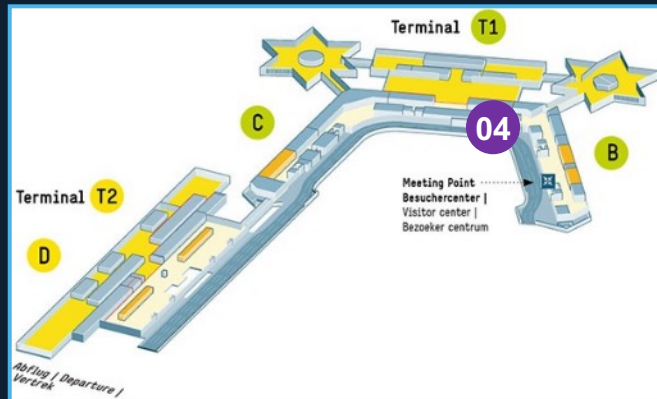 Terminal T1
C
04
B
Meeting Point
Besuchercenter |
Visitor center |
Bezoeker centrum
Terminal T2
D
Abflug | Departure |
Vertrek